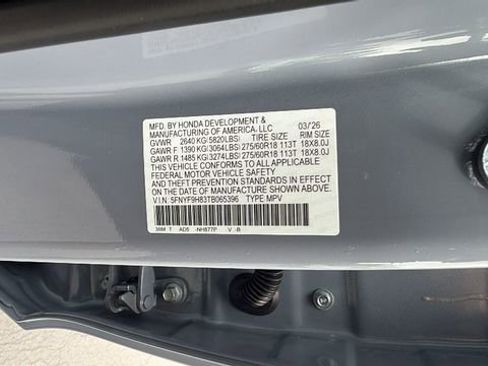 MFD. BY HONDA DEVELOPMENT & 03/'26
MANUFACTURING OF AMERICA, LLC
GVWR 2640 KG( 5820LBS) TIRE SIZE RIM SIZE
GAWR F 1390 KG( 3064LBS) 275/60R18 113T 18X8.0J
GAWR R 1485 KG( 3274LBS) 275/60R18 113T 18X8.0J
THIS VEHICLE CONFORMS TO ALL APPLICABLE
FEDERAL MOTOR VEHICLE SAFETY
STANDARDS IN EFFECT ON THE
DATE OF MANUFACTURE SHOWN ABOVE.
V.I.N: 5FNYF9H83TB065396 TYPE MPV
T AD5 -NH877P V -B